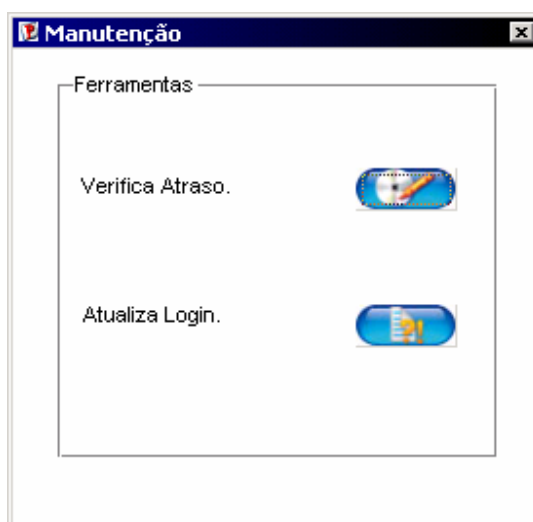 Manutenção
Ferramentas
Verifica Atraso.
Atualiza Login.
?!